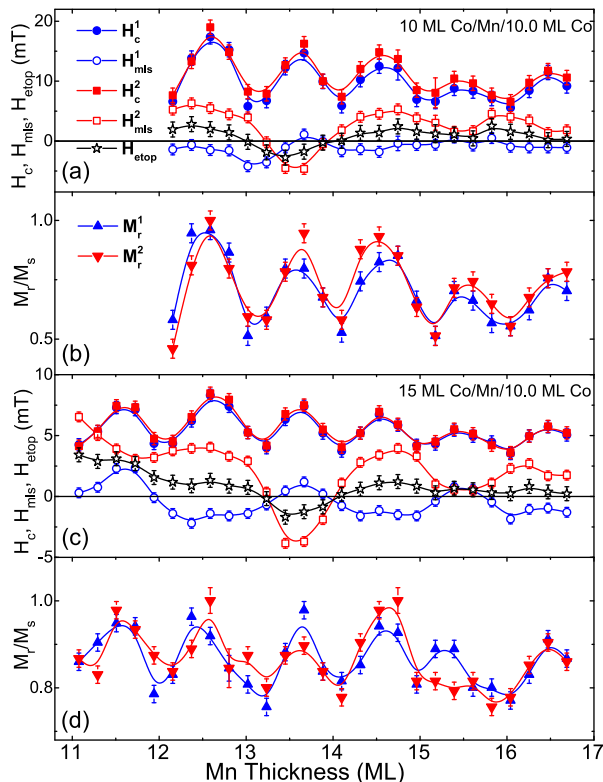 10 ML Co/Mn/10.0 ML Co
H_c, H_mls, H_etop (mT)
20
10
0
H_c^1
H_mls^1
H_c^2
H_mls^2
H_etop
(a)
M_r/M_s
1.0
0.5
M_r^1
M_r^2
(b)
15 ML Co/Mn/10.0 ML Co
H_c, H_mls, H_etop (mT)
10
5
0
-5
(c)
M_r/M_s
1.0
0.8
(d)
11 12 13 14 15 16 17
Mn Thickness (ML)